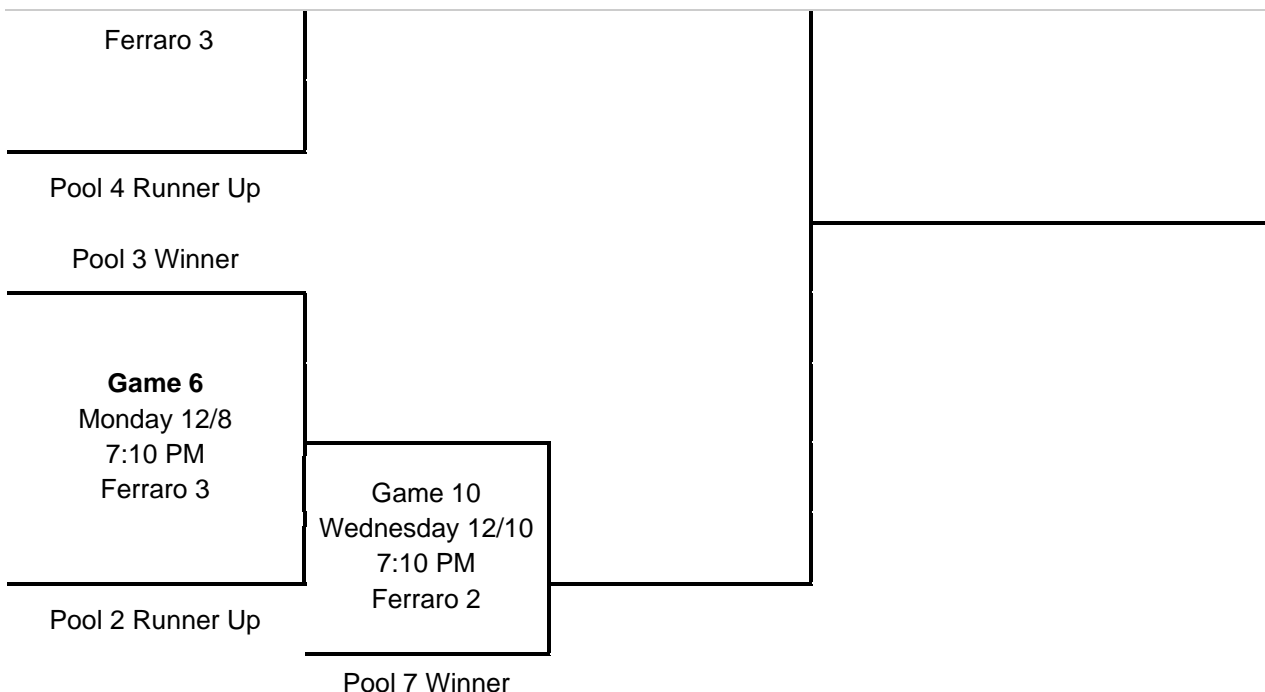 Ferraro 3
Pool 4 Runner Up
Pool 3 Winner
Game 6
Monday 12/8
7:10 PM
Ferraro 3
Game 10
Wednesday 12/10
7:10 PM
Ferraro 2
Pool 2 Runner Up
Pool 7 Winner